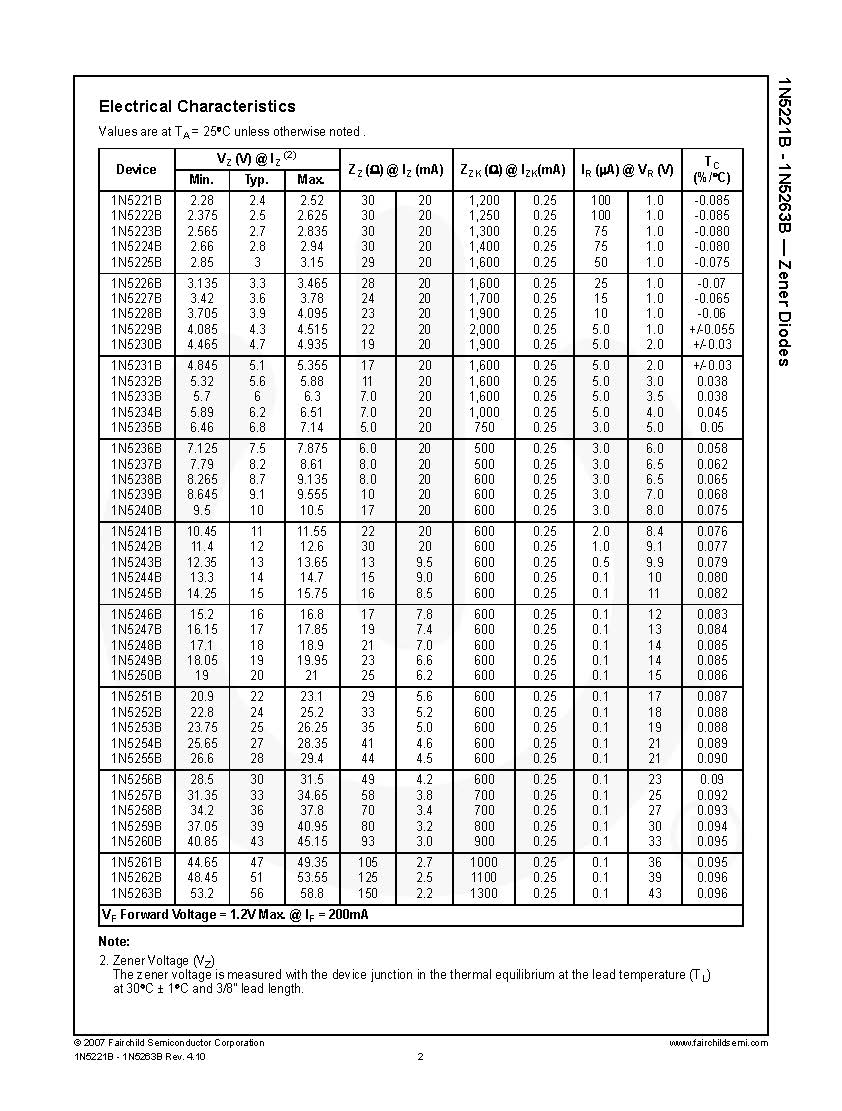 1N5221B - 1N5263B — Zener Diodes
Electrical Characteristics
Values are at TA = 25°C unless otherwise noted .
Device VZ (V) @ IZ (2) ZZ (Ω) @ IZ (mA) ZZK (Ω) @ IZK(mA) IR (µA) @ VR (V) TC (%/°C)
Min. Typ. Max.
1N5221B 2.28 2.4 2.52 30 20 1,200 0.25 100 1.0 -0.085
1N5222B 2.375 2.5 2.625 30 20 1,250 0.25 100 1.0 -0.085
1N5223B 2.565 2.7 2.835 30 20 1,300 0.25 75 1.0 -0.080
1N5224B 2.66 2.8 2.94 30 20 1,400 0.25 75 1.0 -0.080
1N5225B 2.85 3 3.15 29 20 1,600 0.25 50 1.0 -0.075
1N5226B 3.135 3.3 3.465 28 20 1,600 0.25 25 1.0 -0.07
1N5227B 3.42 3.6 3.78 24 20 1,700 0.25 15 1.0 -0.065
1N5228B 3.705 3.9 4.095 23 20 1,900 0.25 10 1.0 -0.06
1N5229B 4.085 4.3 4.515 22 20 2,000 0.25 5.0 1.0 +/-0.055
1N5230B 4.465 4.7 4.935 19 20 1,900 0.25 5.0 2.0 +/-0.03
1N5231B 4.845 5.1 5.355 17 20 1,600 0.25 5.0 2.0 +/-0.03
1N5232B 5.32 5.6 5.88 11 20 1,600 0.25 5.0 3.0 0.038
1N5233B 5.7 6 6.3 7.0 20 1,600 0.25 5.0 3.5 0.038
1N5234B 5.89 6.2 6.51 7.0 20 1,000 0.25 5.0 4.0 0.045
1N5235B 6.46 6.8 7.14 5.0 20 750 0.25 3.0 5.0 0.05
1N5236B 7.125 7.5 7.875 6.0 20 500 0.25 3.0 6.0 0.058
1N5237B 7.79 8.2 8.61 8.0 20 500 0.25 3.0 6.5 0.062
1N5238B 8.265 8.7 9.135 8.0 20 600 0.25 3.0 6.5 0.065
1N5239B 8.645 9.1 9.555 10 20 600 0.25 3.0 7.0 0.068
1N5240B 9.5 10 10.5 17 20 600 0.25 3.0 8.0 0.075
1N5241B 10.45 11 11.55 22 20 600 0.25 2.0 8.4 0.076
1N5242B 11.4 12 12.6 30 20 600 0.25 1.0 9.1 0.077
1N5243B 12.35 13 13.65 13 9.5 600 0.25 0.5 9.9 0.079
1N5244B 13.3 14 14.7 15 9.0 600 0.25 0.1 10 0.080
1N5245B 14.25 15 15.75 16 8.5 600 0.25 0.1 11 0.082
1N5246B 15.2 16 16.8 17 7.8 600 0.25 0.1 12 0.083
1N5247B 16.15 17 17.85 19 7.4 600 0.25 0.1 13 0.084
1N5248B 17.1 18 18.9 21 7.0 600 0.25 0.1 14 0.085
1N5249B 18.05 19 19.95 23 6.6 600 0.25 0.1 14 0.085
1N5250B 19 20 21 25 6.2 600 0.25 0.1 15 0.086
1N5251B 20.9 22 23.1 29 5.6 600 0.25 0.1 17 0.087
1N5252B 22.8 24 25.2 33 5.2 600 0.25 0.1 18 0.088
1N5253B 23.75 25 26.25 35 5.0 600 0.25 0.1 19 0.088
1N5254B 25.65 27 28.35 41 4.6 600 0.25 0.1 21 0.089
1N5255B 26.6 28 29.4 44 4.5 600 0.25 0.1 21 0.090
1N5256B 28.5 30 31.5 49 4.2 600 0.25 0.1 23 0.09
1N5257B 31.35 33 34.65 58 3.8 700 0.25 0.1 25 0.092
1N5258B 34.2 36 37.8 70 3.4 700 0.25 0.1 27 0.093
1N5259B 37.05 39 40.95 80 3.2 800 0.25 0.1 30 0.094
1N5260B 40.85 43 45.15 93 3.0 900 0.25 0.1 33 0.095
1N5261B 44.65 47 49.35 105 2.7 1000 0.25 0.1 36 0.095
1N5262B 48.45 51 53.55 125 2.5 1100 0.25 0.1 39 0.096
1N5263B 53.2 56 58.8 150 2.2 1300 0.25 0.1 43 0.096
VF Forward Voltage = 1.2V Max. @ IF = 200mA
Note:
2. Zener Voltage (VZ)
The zener voltage is measured with the device junction in the thermal equilibrium at the lead temperature (TL)
at 30°C ± 1°C and 3/8" lead length.
© 2007 Fairchild Semiconductor Corporation www.fairchildsemi.com
1N5221B - 1N5263B Rev. 4.10 2